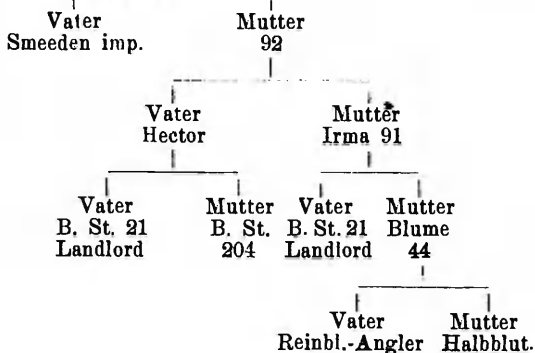 Vater Mutter
Smeeden imp. 92
Vater Mutter
Hector Irma 91
Vater Mutter Vater Mutter
B. St. 21 B. St. B. St. 21 Blume
Landlord 204 Landlord 44
Vater Mutter
Reinbl.-Angler Halbblut.